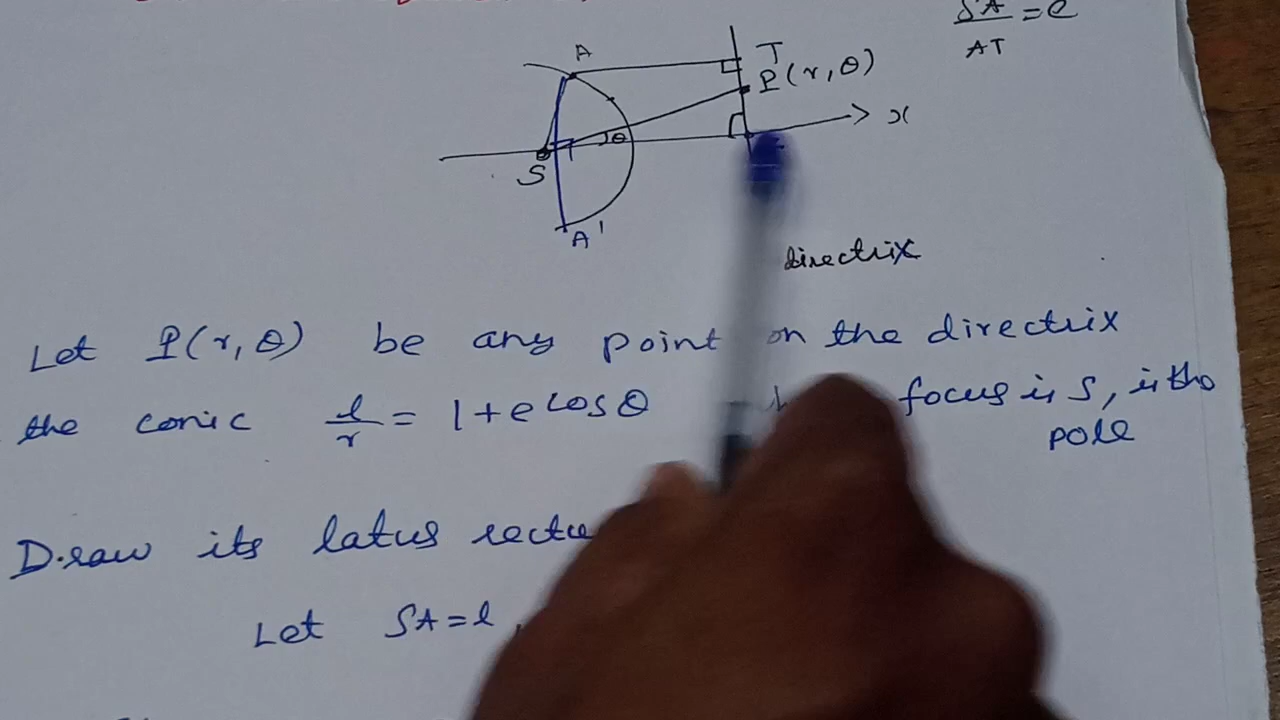 SA/AT = e
A
T
P(r, θ)
x
θ
S
A'
directrix
Let P(r, θ) be any point on the directrix
the conic l/r = 1+e cos θ focus is S, is the
pole
Draw its latus
Let SA = l,